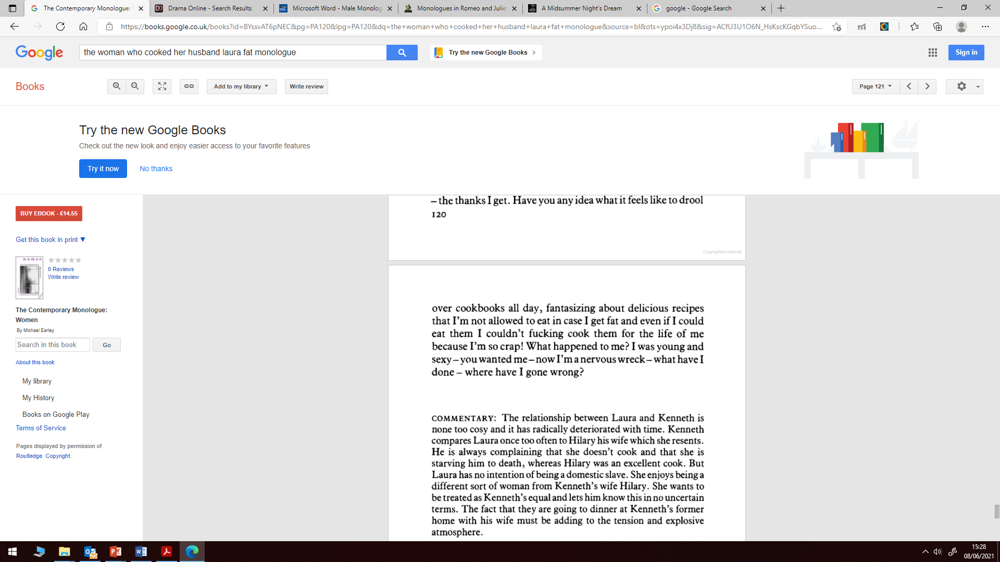 The Contemporary Monologue: W
Drama Online - Search Results
Microsoft Word - Male Monolog
Monologues in Romeo and Juliet
A Midsummer Night's Dream
google - Google Search
https://books.google.co.uk/books?id=BYssvAT6pNEC&pg=PA120&lpg=PA120&dq=the+woman+who+cooked+her+husband+laura+fat+monologue&source=bl&ots=ypoi4x3Dj8&sig=ACfU3U1O6N_HsKscKGqbYSuo...
Google
the woman who cooked her husband laura fat monologue
Try the new Google Books
Sign in
Books
Add to my library
Write review
Page 121
Try the new Google Books
Check out the new look and enjoy easier access to your favorite features
Try it now
No thanks
BUY EBOOK - £14.55
Get this book in print ▼
women
0 Reviews
Write review
The Contemporary Monologue:
Women
By Michael Earley
Search in this book
Go
About this book
My library
My History
Books on Google Play
Terms of Service
Pages displayed by permission of
Routledge. Copyright.
– the thanks I get. Have you any idea what it feels like to drool
120
Copyrighted material
over cookbooks all day, fantasizing about delicious recipes
that I'm not allowed to eat in case I get fat and even if I could
eat them I couldn't fucking cook them for the life of me
because I'm so crap! What happened to me? I was young and
sexy – you wanted me – now I'm a nervous wreck – what have I
done – where have I gone wrong?
COMMENTARY: The relationship between Laura and Kenneth is
none too cosy and it has radically deteriorated with time. Kenneth
compares Laura once too often to Hilary his wife which she resents.
He is always complaining that she doesn't cook and that she is
starving him to death, whereas Hilary was an excellent cook. But
Laura has no intention of being a domestic slave. She enjoys being a
different sort of woman from Kenneth's wife Hilary. She wants to
be treated as Kenneth's equal and lets him know this in no uncertain
terms. The fact that they are going to dinner at Kenneth's former
home with his wife must be adding to the tension and explosive
atmosphere.
15:28
08/06/2021